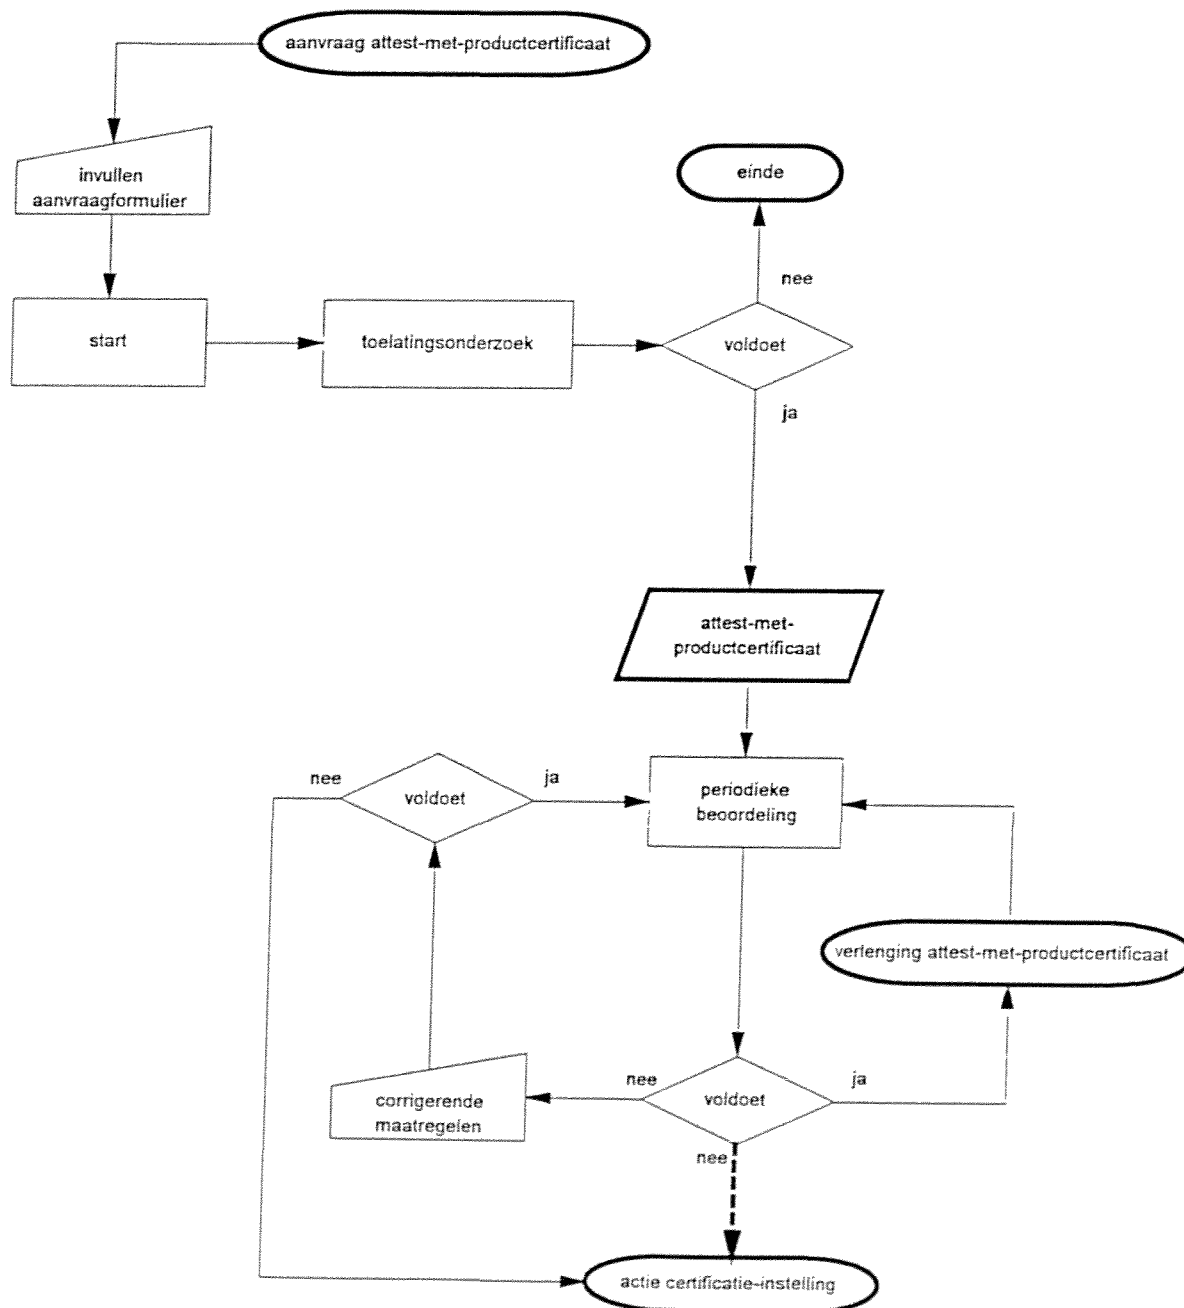 aanvraag attest-met-productcertificaat
invullen
aanvraagformulier
einde
nee
start
toelatingsonderzoek
voldoet
ja
attest-met-
productcertificaat
nee
voldoet
ja
periodieke
beoordeling
verlenging attest-met-productcertificaat
corrigerende
maatregelen
nee
voldoet
ja
nee
actie certificatie-instelling